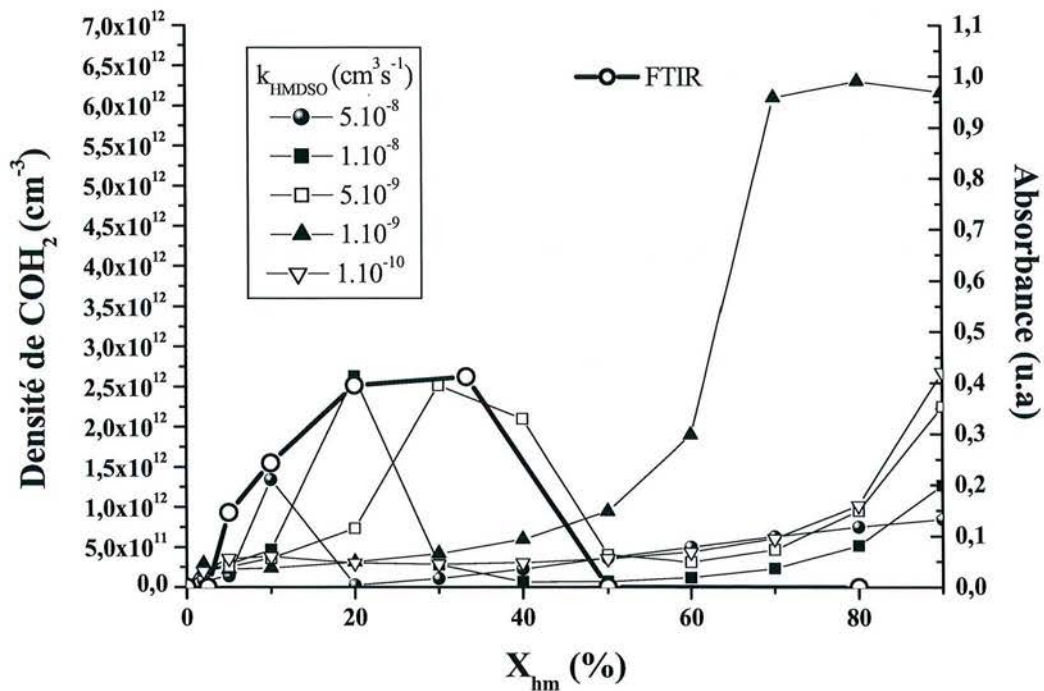 7,0x10¹²
6,5x10¹²
6,0x10¹²
5,5x10¹²
5,0x10¹²
4,5x10¹²
4,0x10¹²
3,5x10¹²
3,0x10¹²
2,5x10¹²
2,0x10¹²
1,5x10¹²
1,0x10¹²
5,0x10¹¹
0,0
Densité de COH₂ (cm⁻³)
k_HMDSO (cm³s⁻¹)
5.10⁻⁸
1.10⁻⁸
5.10⁻⁹
1.10⁻⁹
1.10⁻¹⁰
FTIR
1,1
1,0
0,9
0,8
0,7
0,6
0,5
0,4
0,3
0,2
0,1
0,0
Absorbance (u.a)
0 20 40 60 80
X_hm (%)